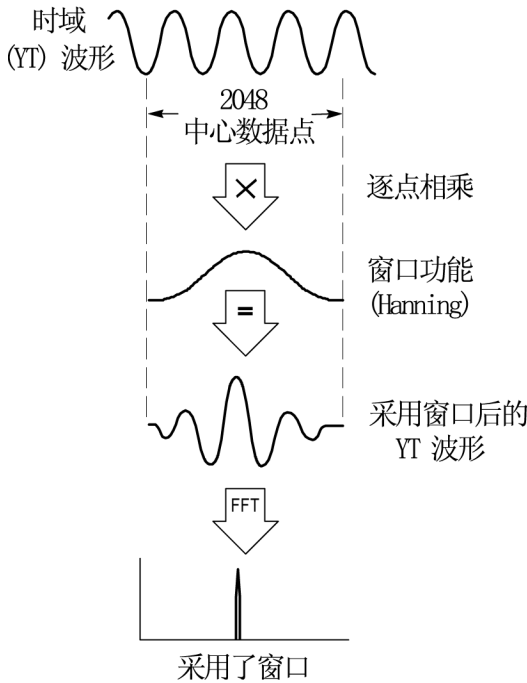 时域
(YT) 波形
2048
中心数据点
×
逐点相乘
窗口功能
(Hanning)
=
采用窗口后的
YT 波形
FFT
采用了窗口